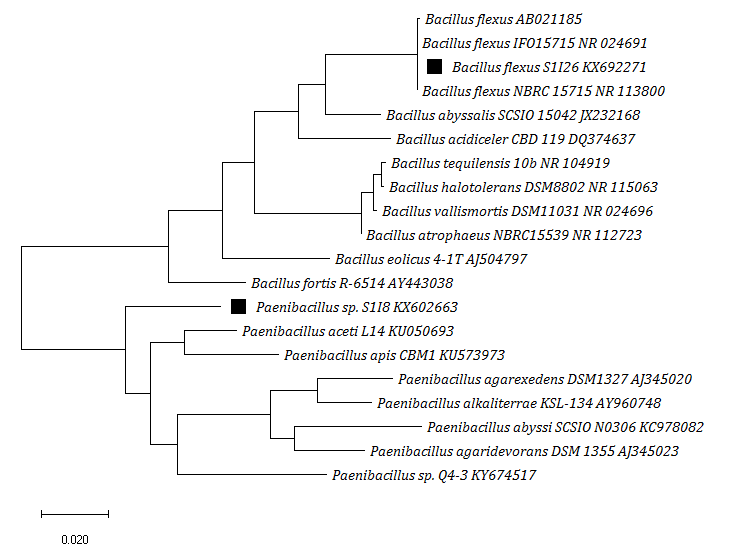 Bacillus flexus AB021185
Bacillus flexus IFO15715 NR 024691
Bacillus flexus S1I26 KX692271
Bacillus flexus NBRC 15715 NR 113800
Bacillus abyssalis SCSIO 15042 JX232168
Bacillus acidiceler CBD 119 DQ374637
Bacillus tequilensis 10b NR 104919
Bacillus halotolerans DSM8802 NR 115063
Bacillus vallismortis DSM11031 NR 024696
Bacillus atrophaeus NBRC15539 NR 112723
Bacillus eolicus 4-1T AJ504797
Bacillus fortis R-6514 AY443038
Paenibacillus sp. S1I8 KX602663
Paenibacillus aceti L14 KU050693
Paenibacillus apis CBM1 KU573973
Paenibacillus agarexedens DSM1327 AJ345020
Paenibacillus alkaliterrae KSL-134 AY960748
Paenibacillus abyssi SCSIO N0306 KC978082
Paenibacillus agaridevorans DSM 1355 AJ345023
Paenibacillus sp. Q4-3 KY674517
0.020